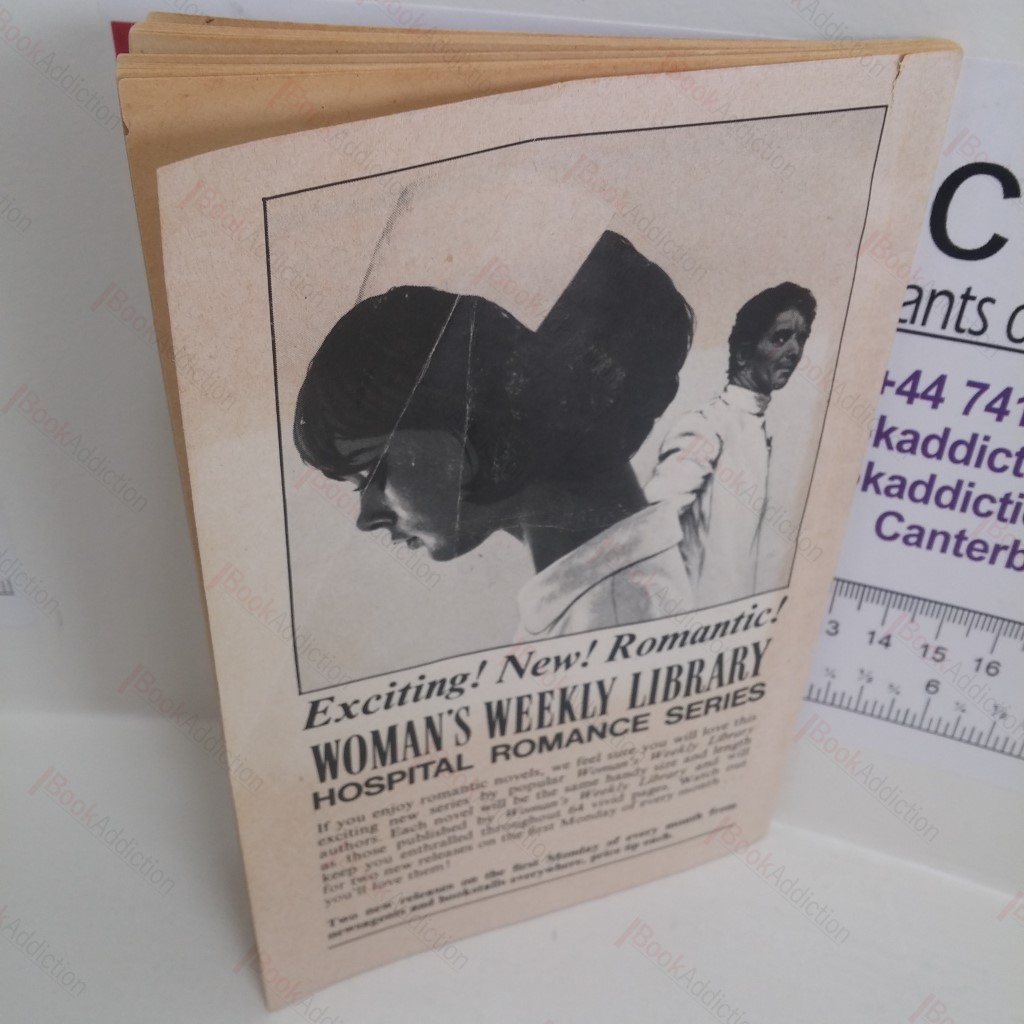 Exciting! New! Romantic!
WOMAN'S WEEKLY LIBRARY
HOSPITAL ROMANCE SERIES
If you enjoy romantic novels, we feel sure you will love this
exciting new series by popular Woman's Weekly Library
authors. Each novel will be the same handy size and length
as those published by Woman's Weekly Library and will
keep you enthralled throughout 64 vivid pages. Watch out
for two new releases on the first Monday of every month
you'll love them!
Two new releases on the first Monday of every month from
newsagents and bookstalls everywhere, price each.
C
ants o
+44 741
kaddict
kaddicti
Canterb
3 14 15 16
6
BookAddiction